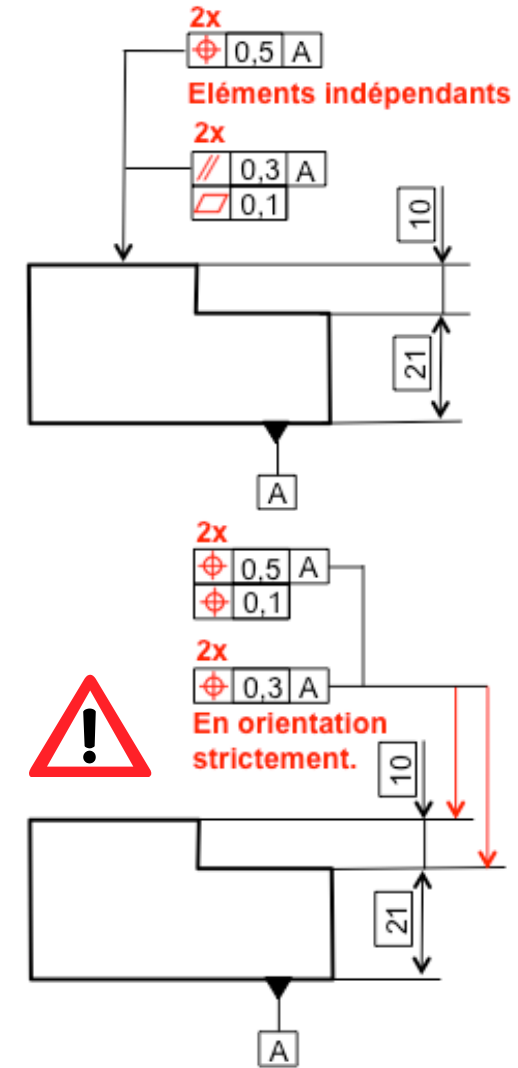 2x
⌖ 0,5 A
Eléments indépendants
2x
// 0,3 A
⏥ 0,1
10
21
A
2x
⌖ 0,5 A
⌖ 0,1
2x
⌖ 0,3 A
!
En orientation
strictement.
10
21
A